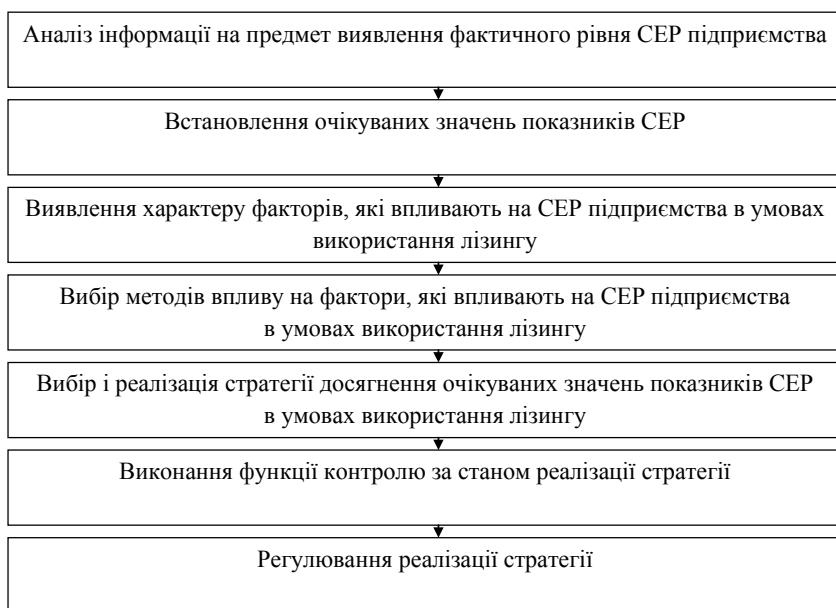 Аналіз інформації на предмет виявлення фактичного рівня СЕР підприємства
Встановлення очікуваних значень показників СЕР
Виявлення характеру факторів, які впливають на СЕР підприємства в умовах
використання лізингу
Вибір методів впливу на фактори, які впливають на СЕР підприємства
в умовах використання лізингу
Вибір і реалізація стратегії досягнення очікуваних значень показників СЕР
в умовах використання лізингу
Виконання функції контролю за станом реалізації стратегії
Регулювання реалізації стратегії